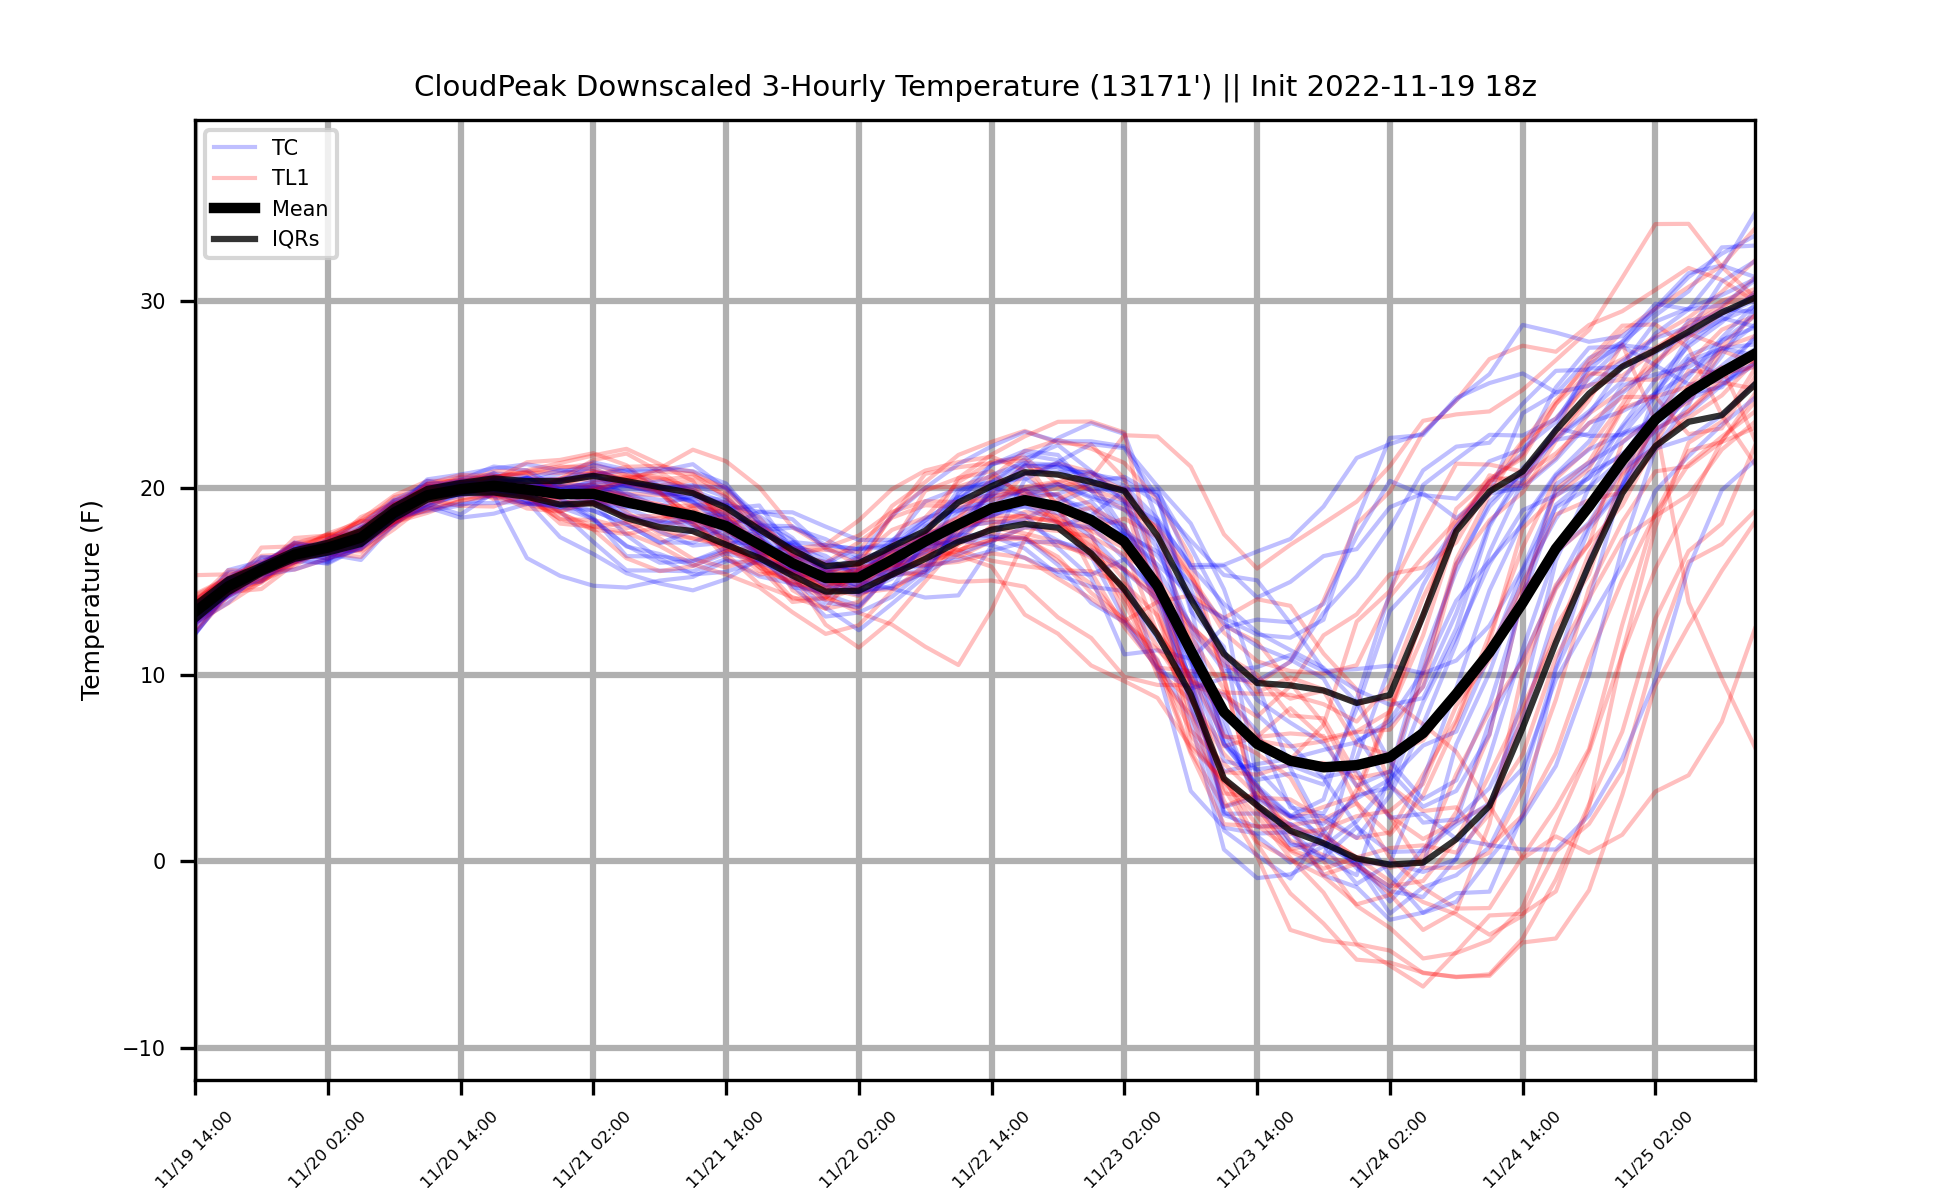 CloudPeak Downscaled 3-Hourly Temperature (13171') || Init 2022-11-19 18z
TC
TL1
Mean
IQRs
Temperature (F)
30
20
10
0
−10
11/19 14:00
11/20 02:00
11/20 14:00
11/21 02:00
11/21 14:00
11/22 02:00
11/22 14:00
11/23 02:00
11/23 14:00
11/24 02:00
11/24 14:00
11/25 02:00